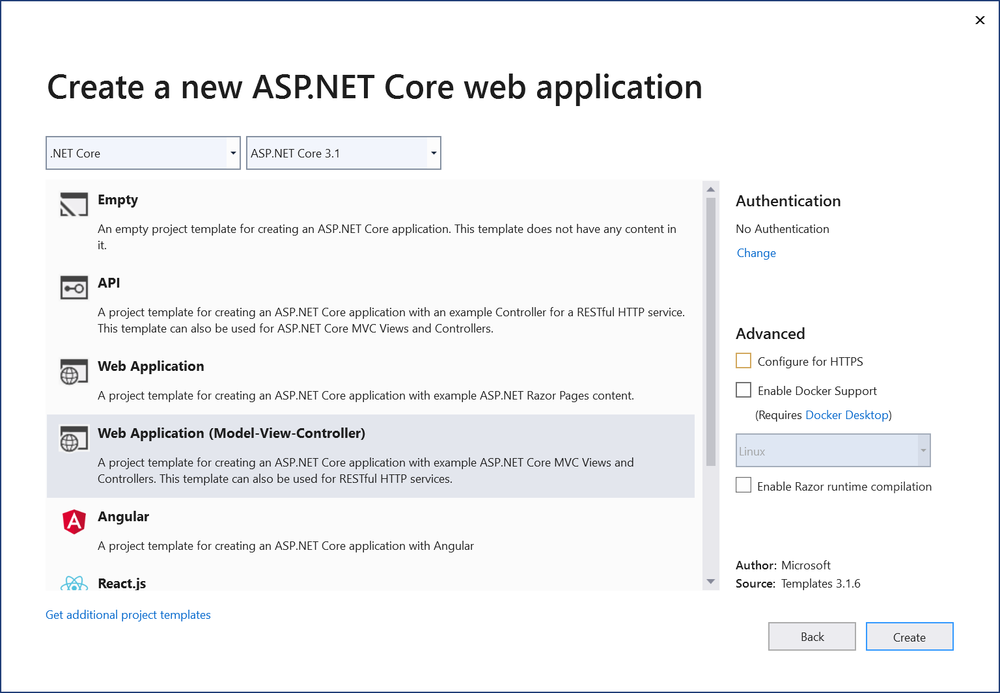 Create a new ASP.NET Core web application
.NET Core
ASP.NET Core 3.1
Empty
An empty project template for creating an ASP.NET Core application. This template does not have any content in
it.
API
A project template for creating an ASP.NET Core application with an example Controller for a RESTful HTTP service.
This template can also be used for ASP.NET Core MVC Views and Controllers.
Web Application
A project template for creating an ASP.NET Core application with example ASP.NET Razor Pages content.
Web Application (Model-View-Controller)
A project template for creating an ASP.NET Core application with example ASP.NET Core MVC Views and
Controllers. This template can also be used for RESTful HTTP services.
Angular
A project template for creating an ASP.NET Core application with Angular
React.js
Get additional project templates
Authentication
No Authentication
Change
Advanced
Configure for HTTPS
Enable Docker Support
(Requires Docker Desktop)
Linux
Enable Razor runtime compilation
Author: Microsoft
Source: Templates 3.1.6
Back
Create